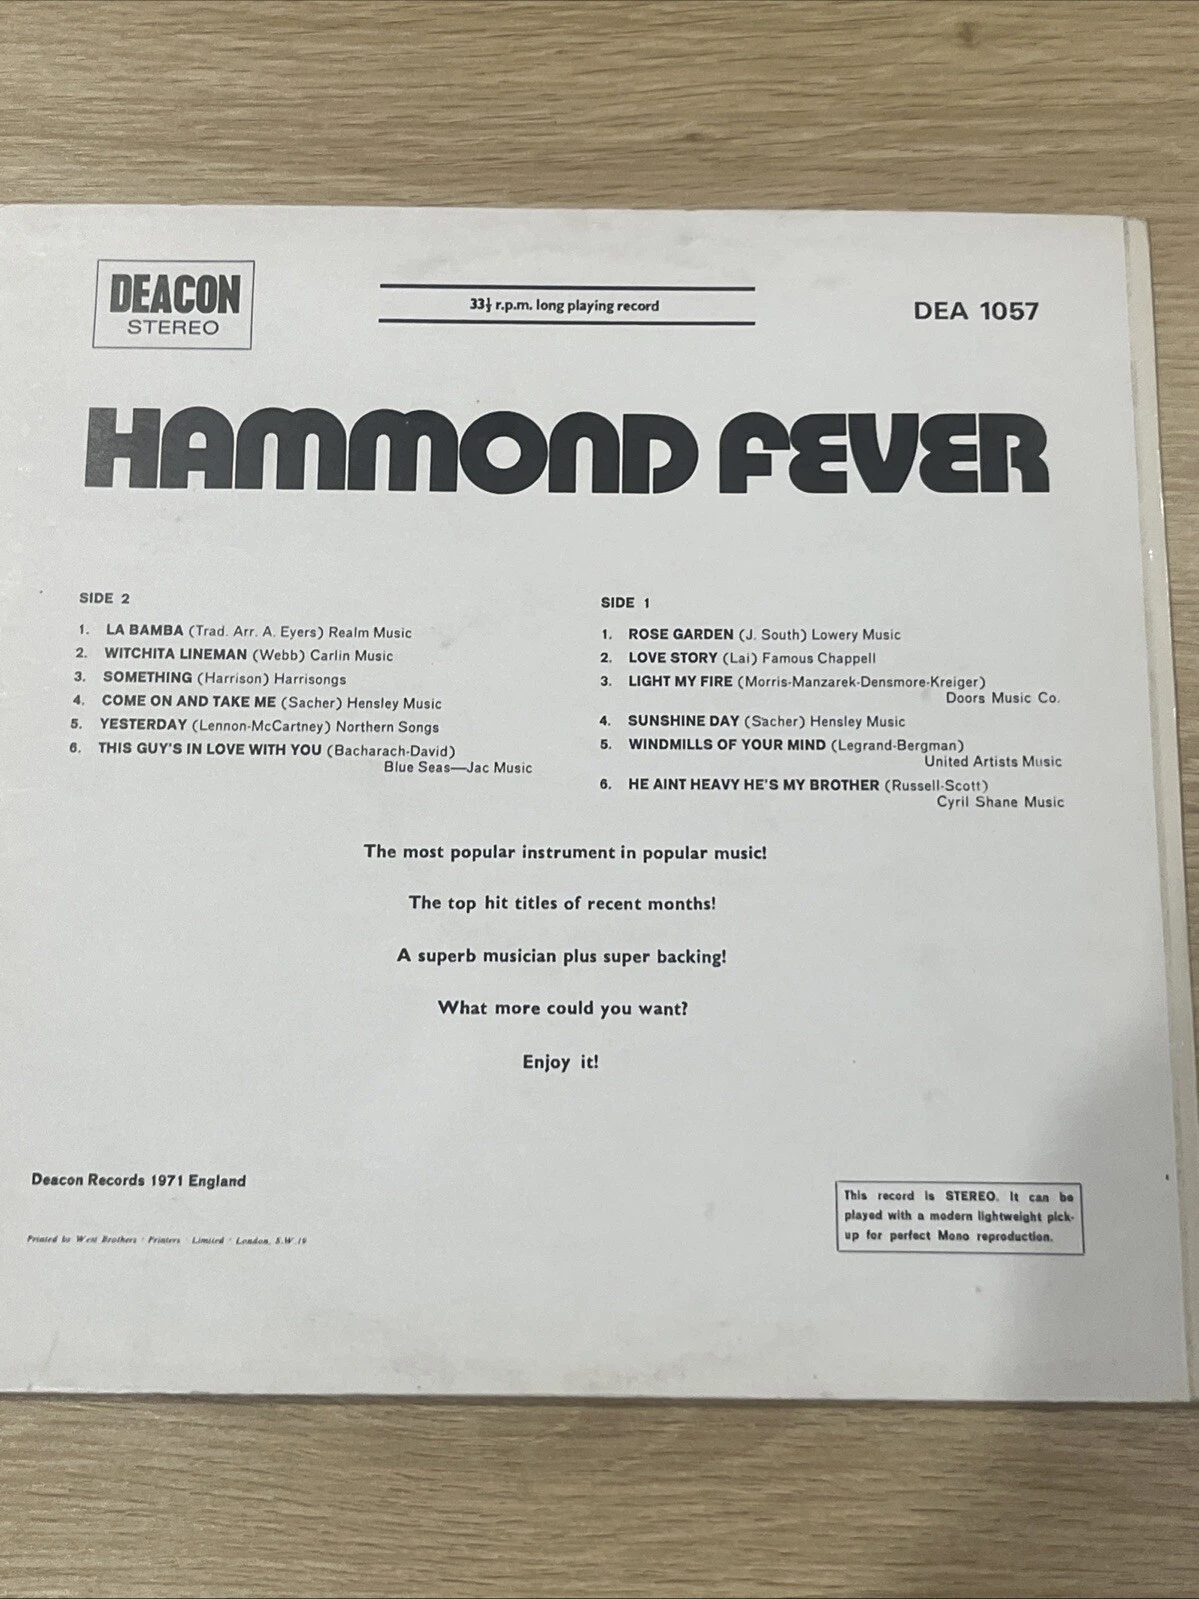 DEACON
STEREO
33⅓ r.p.m. long playing record
DEA 1057
HAMMOND FEVER
SIDE 2
1. LA BAMBA (Trad. Arr. A. Eyers) Realm Music
2. WITCHITA LINEMAN (Webb) Carlin Music
3. SOMETHING (Harrison) Harrisongs
4. COME ON AND TAKE ME (Sacher) Hensley Music
5. YESTERDAY (Lennon-McCartney) Northern Songs
6. THIS GUY'S IN LOVE WITH YOU (Bacharach-David)
Blue Seas—Jac Music
SIDE 1
1. ROSE GARDEN (J. South) Lowery Music
2. LOVE STORY (Lai) Famous Chappell
3. LIGHT MY FIRE (Morris-Manzarek-Densmore-Kreiger)
Doors Music Co.
4. SUNSHINE DAY (Sacher) Hensley Music
5. WINDMILLS OF YOUR MIND (Legrand-Bergman)
United Artists Music
6. HE AINT HEAVY HE'S MY BROTHER (Russell-Scott)
Cyril Shane Music
The most popular instrument in popular music!
The top hit titles of recent months!
A superb musician plus super backing!
What more could you want?
Enjoy it!
Deacon Records 1971 England
Printed by West Brothers · Printers · Limited · London, S.W.19
This record is STEREO. It can be
played with a modern lightweight pick-
up for perfect Mono reproduction.